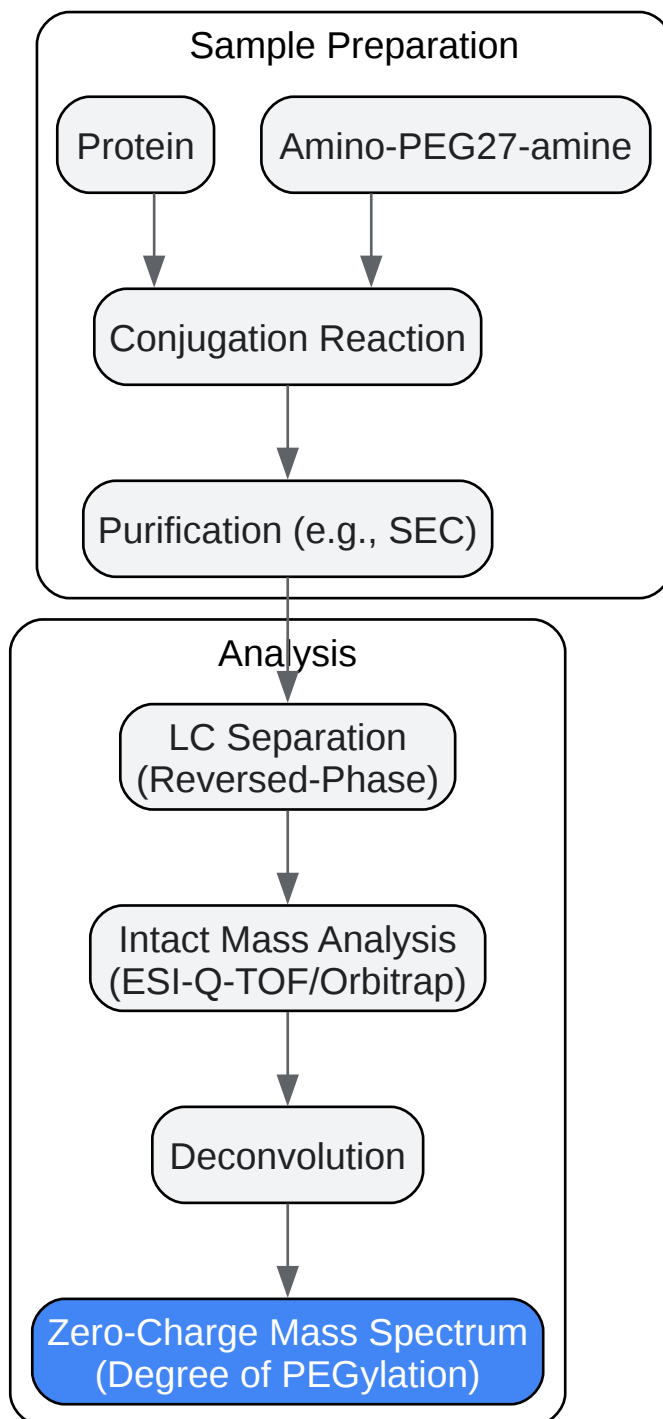 Sample Preparation
Protein
Amino-PEG27-amine
Conjugation Reaction
Purification (e.g., SEC)
Analysis
LC Separation
(Reversed-Phase)
Intact Mass Analysis
(ESI-Q-TOF/Orbitrap)
Deconvolution
Zero-Charge Mass Spectrum
(Degree of PEGylation)